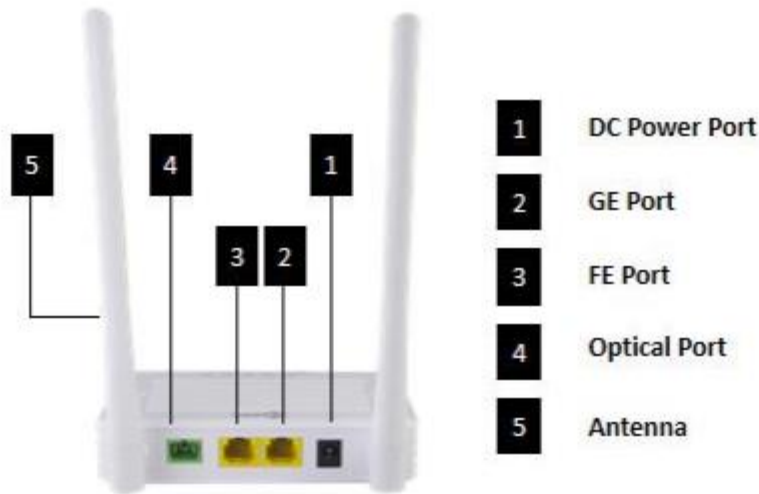 5
4
1
3
2
1 DC Power Port
2 GE Port
3 FE Port
4 Optical Port
5 Antenna